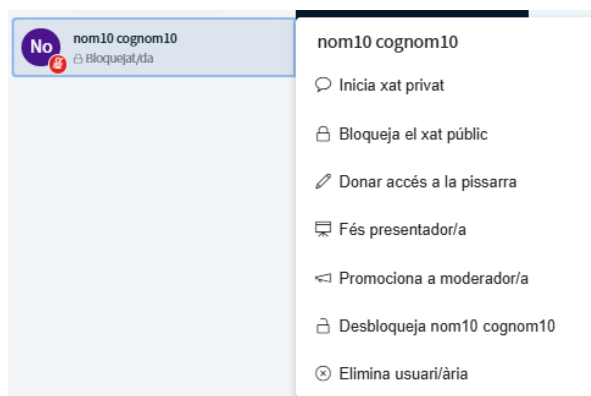 No
nom10 cognom10
Bloquejat/da
nom10 cognom10
Inicia xat privat
Bloqueja el xat públic
Donar accés a la pissarra
Fés presentador/a
Promociona a moderador/a
Desbloqueja nom10 cognom10
Elimina usuari/ària